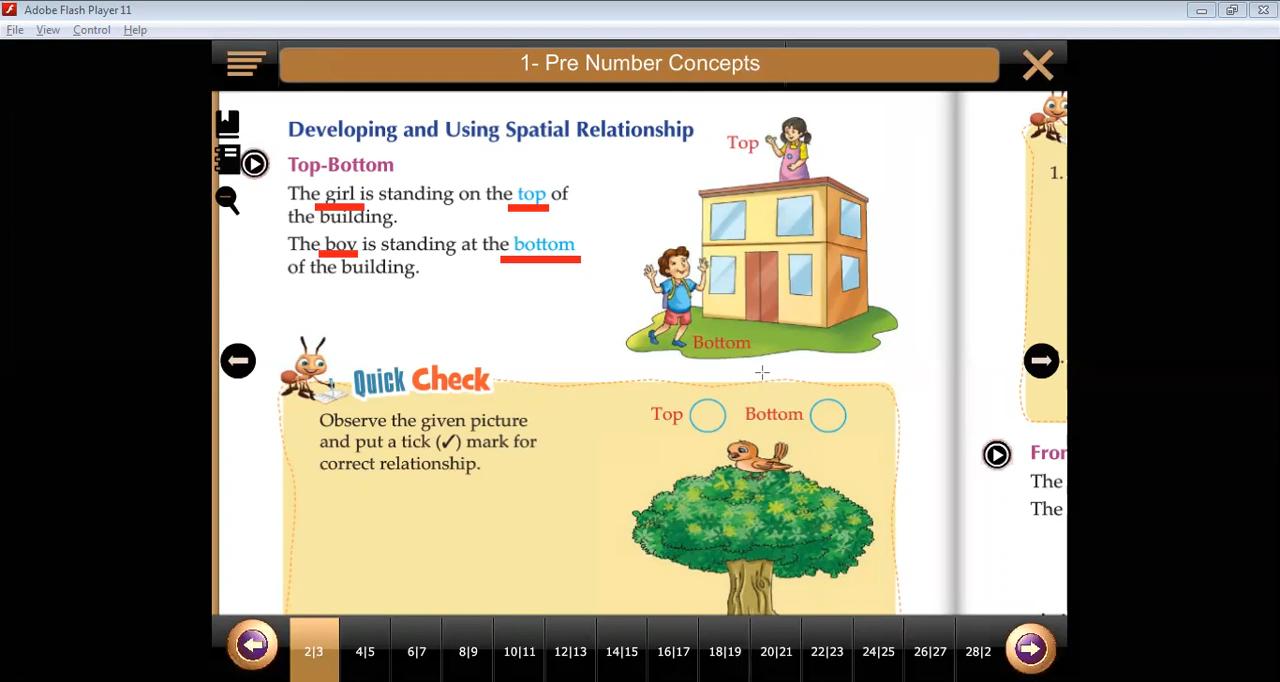 Adobe Flash Player 11
File View Control Help
1- Pre Number Concepts
Developing and Using Spatial Relationship
Top-Bottom
The girl is standing on the top of
the building.
The boy is standing at the bottom
of the building.
Top
Bottom
Quick Check
Observe the given picture
and put a tick (✓) mark for
correct relationship.
Top Bottom
1.
Fron
The
The
2|3 4|5 6|7 8|9 10|11 12|13 14|15 16|17 18|19 20|21 22|23 24|25 26|27 28|2